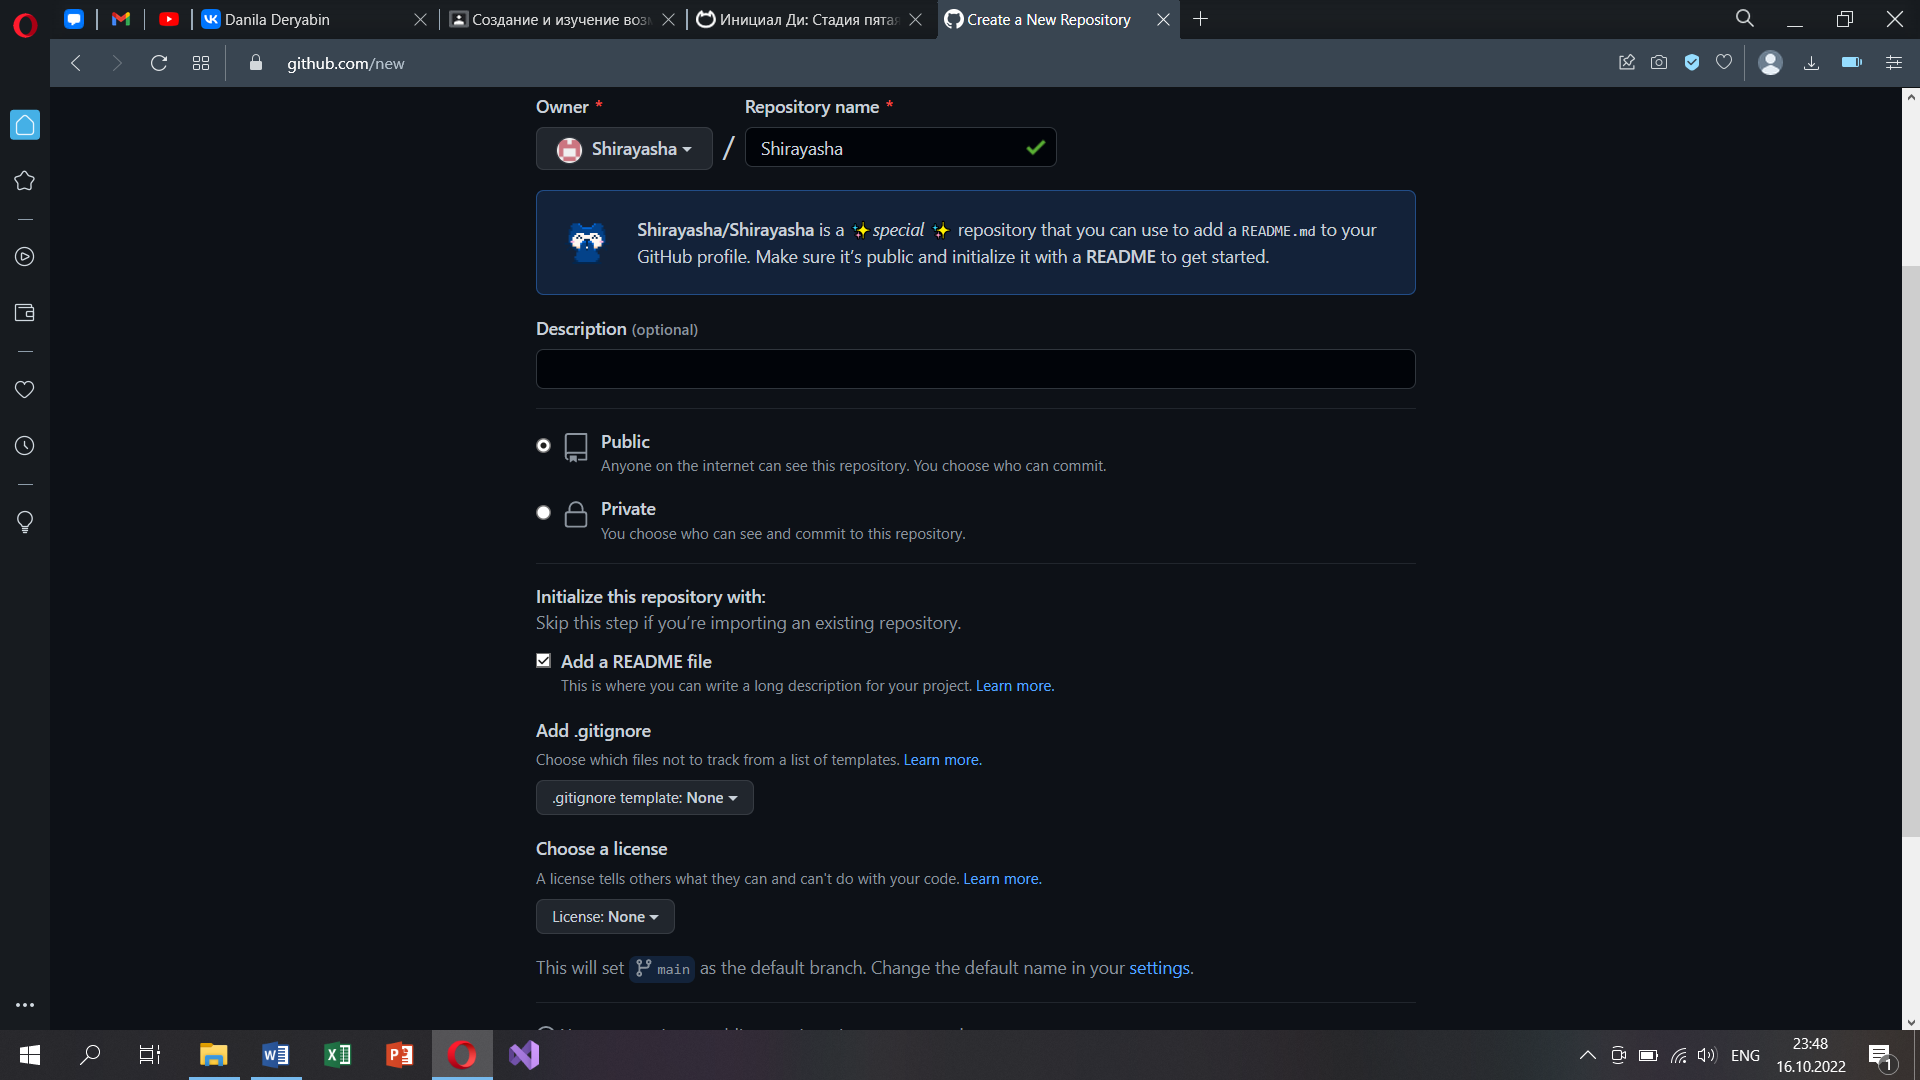 Danila Deryabin
Создание и изучение воз
Инициал Ди: Стадия пятая
Create a New Repository
github.com/new
Owner *
Repository name *
Shirayasha
/
Shirayasha
Shirayasha/Shirayasha is a ✨ special ✨ repository that you can use to add a README.md to your
GitHub profile. Make sure it's public and initialize it with a README to get started.
Description (optional)
Public
Anyone on the internet can see this repository. You choose who can commit.
Private
You choose who can see and commit to this repository.
Initialize this repository with:
Skip this step if you're importing an existing repository.
Add a README file
This is where you can write a long description for your project. Learn more.
Add .gitignore
Choose which files not to track from a list of templates. Learn more.
.gitignore template: None
Choose a license
A license tells others what they can and can't do with your code. Learn more.
License: None
This will set main as the default branch. Change the default name in your settings.
ENG
23:48
16.10.2022
1